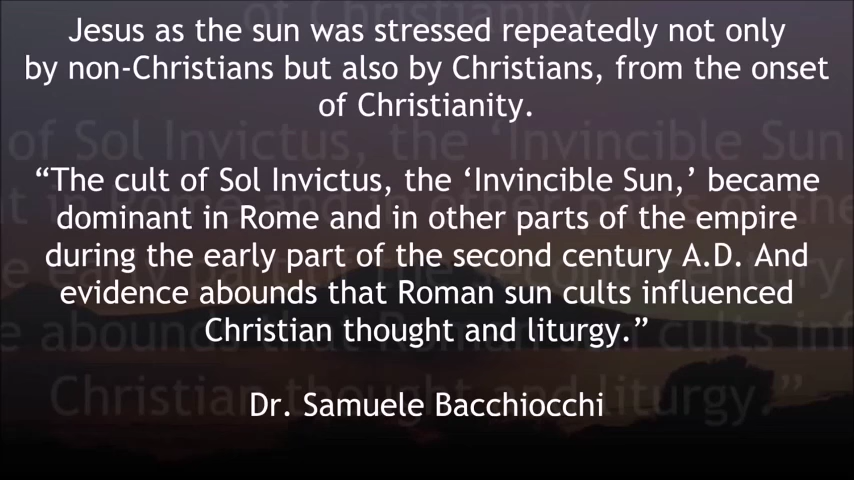 Jesus as the sun was stressed repeatedly not only
by non-Christians but also by Christians, from the onset
of Christianity.
“The cult of Sol Invictus, the ‘Invincible Sun,’ became
dominant in Rome and in other parts of the empire
during the early part of the second century A.D. And
evidence abounds that Roman sun cults influenced
Christian thought and liturgy.”
Dr. Samuele Bacchiocchi